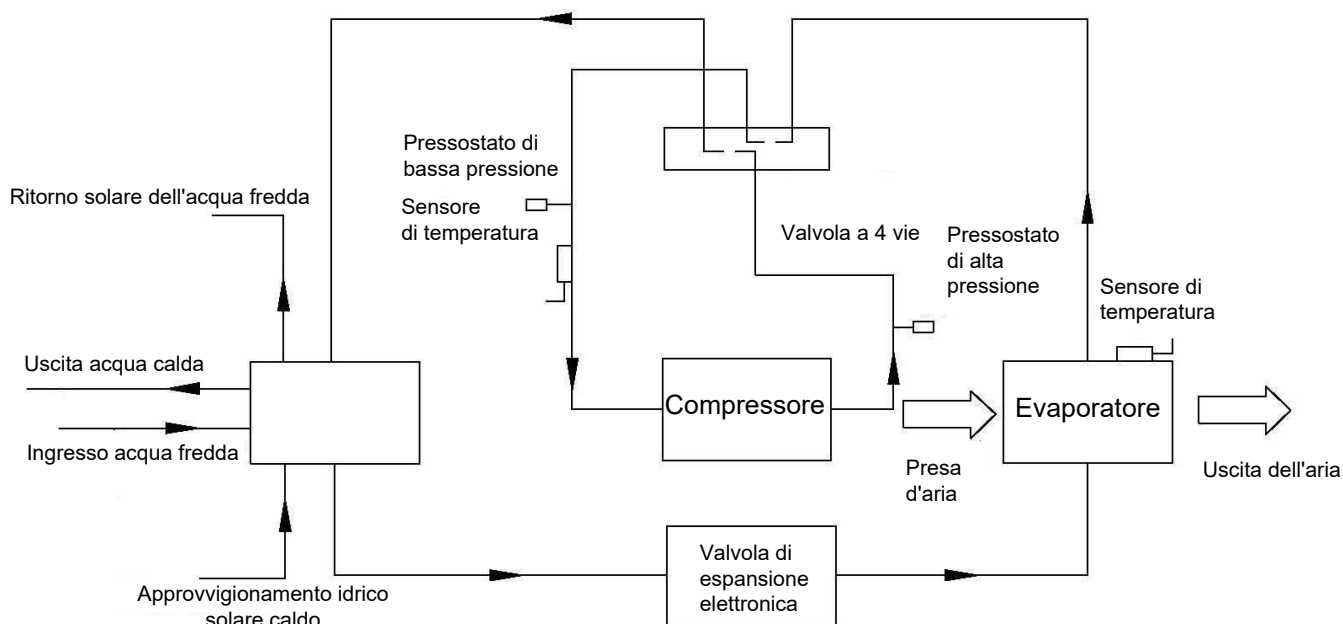 Pressostato di
bassa pressione
Ritorno solare dell'acqua fredda
Sensore
di temperatura
Valvola a 4 vie
Pressostato
di alta
pressione
Sensore di
temperatura
Uscita acqua calda
Ingresso acqua fredda
Compressore
Evaporatore
Presa
d'aria
Uscita dell'aria
Valvola di
espansione
elettronica
Approvvigionamento idrico
solare caldo